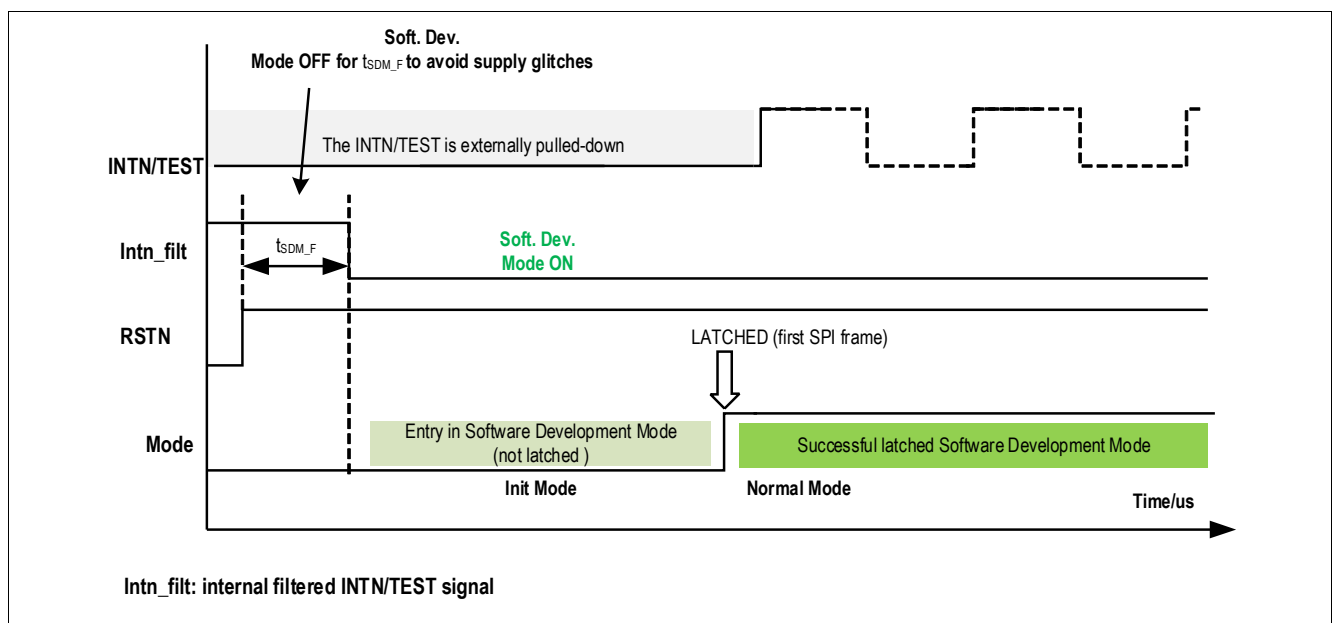 Soft. Dev.
Mode OFF for tSDM_F to avoid supply glitches
The INTN/TEST is externally pulled-down
INTN/TEST
Intn_filt
tSDM_F
Soft. Dev.
Mode ON
RSTN
LATCHED (first SPI frame)
Mode
Entry in Software Development Mode
(not latched )
Successful latched Software Development Mode
Init Mode
Normal Mode
Time/us
Intn_filt: internal filtered INTN/TEST signal